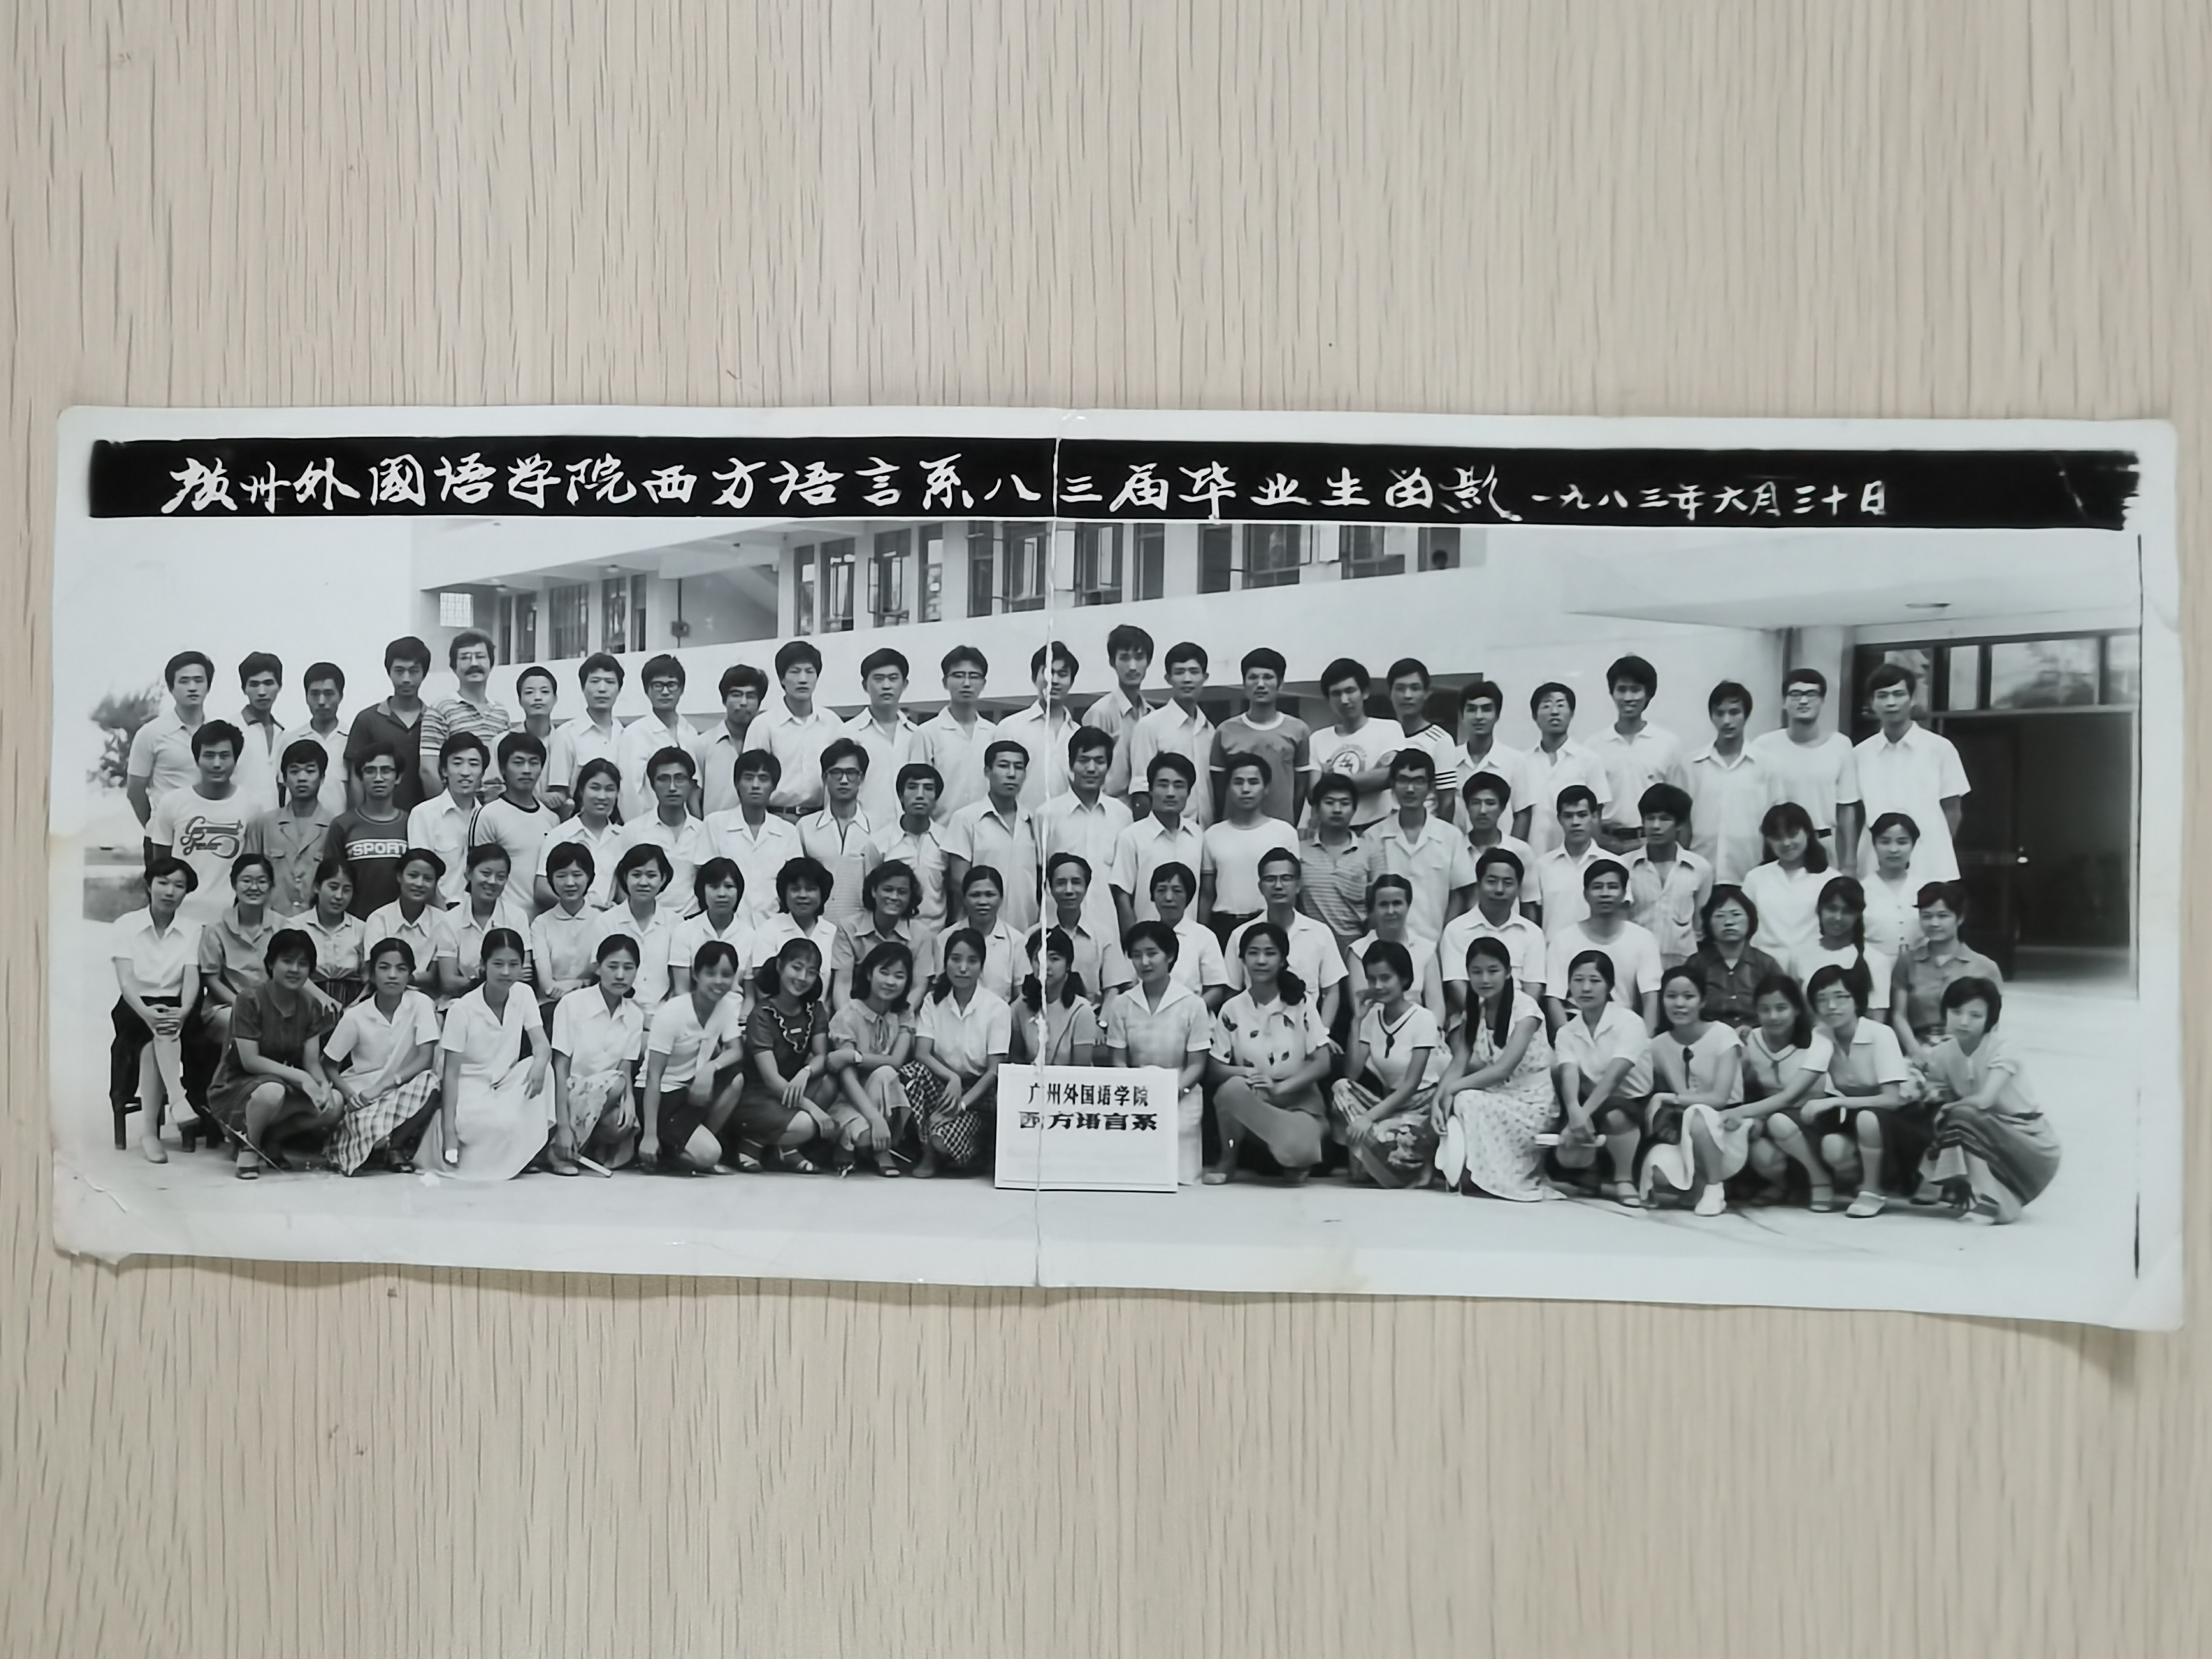 广州外國语学院西方语言系八三届毕业生留影 一九八三年六月三十日
SPORT
广州外国语学院
西方语言系